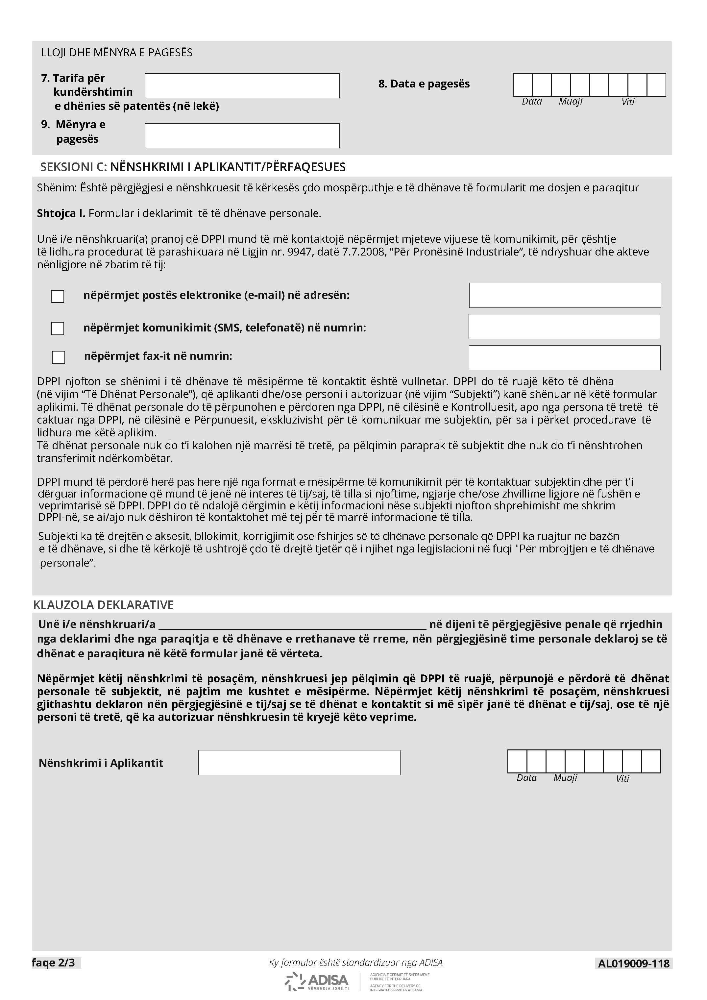 LLOJI DHE MËNYRA E PAGESËS
7. Tarifa për
kundërshtimin
e dhënies së patentës (në lekë)
8. Data e pagesës
Data Muaji Viti
9. Mënyra e
pagesës
SEKSIONI C: NËNSHKRIMI I APLIKANTIT/PËRFAQESUES
Shënim: Është përgjëgjesi e nënshkruesit të kërkesës çdo mospërputhje e të dhënave të formularit me dosjen e paraqitur
Shtojca I. Formular i deklarimit të të dhënave personale.
Unë i/e nënshkruari(a) pranoj që DPPI mund të më kontaktojë nëpërmjet mjeteve vijuese të komunikimit, për çështje
të lidhura procedurat të parashikuara në Ligjin nr. 9947, datë 7.7.2008, “Për Pronësinë Industriale”, të ndryshuar dhe akteve
nënligjore në zbatim të tij:
nëpërmjet postës elektronike (e-mail) në adresën:
nëpërmjet komunikimit (SMS, telefonatë) në numrin:
nëpërmjet fax-it në numrin:
DPPI njofton se shënimi i të dhënave të mësipërme të kontaktit është vullnetar. DPPI do të ruajë këto të dhëna
(në vijim “Të Dhënat Personale”), që aplikanti dhe/ose personi i autorizuar (në vijim “Subjekti”) kanë shënuar në këtë formular
aplikimi. Të dhënat personale do të përpunohen e përdoren nga DPPI, në cilësinë e Kontrolluesit, apo nga persona të tretë të
caktuar nga DPPI, në cilësinë e Përpunuesit, ekskluzivisht për të komunikuar me subjektin, për sa i përket procedurave të
lidhura me këtë aplikim.
Të dhënat personale nuk do t’i kalohen një marrësi të tretë, pa pëlqimin paraprak të subjektit dhe nuk do t’i nënshtrohen
transferimit ndërkombëtar.
DPPI mund të përdorë herë pas here një nga format e mësipërme të komunikimit për të kontaktuar subjektin dhe për t'i
dërguar informacione që mund të jenë në interes të tij/saj, të tilla si njoftime, ngjarje dhe/ose zhvillime ligjore në fushën e
veprimtarisë së DPPI. DPPI do të ndalojë dërgimin e këtij informacioni nëse subjekti njofton shprehimisht me shkrim
DPPI-në, se ai/ajo nuk dëshiron të kontaktohet më tej për të marrë informacione të tilla.
Subjekti ka të drejtën e aksesit, bllokimit, korrigjimit ose fshirjes së të dhënave personale që DPPI ka ruajtur në bazën
e të dhënave, si dhe të kërkojë të ushtrojë çdo të drejtë tjetër që i njihet nga legjislacioni në fuqi "Për mbrojtjen e të dhënave
personale”.
KLAUZOLA DEKLARATIVE
Unë i/e nënshkruari/a ______________________________ në dijeni të përgjegjësive penale që rrjedhin
nga deklarimi dhe nga paraqitja e të dhënave e rrethanave të rreme, nën përgjegjësinë time personale deklaroj se të
dhënat e paraqitura në këtë formular janë të vërteta.
Nëpërmjet këtij nënshkrimi të posaçëm, nënshkruesi jep pëlqimin që DPPI të ruajë, përpunojë e përdorë të dhënat
personale të subjektit, në pajtim me kushtet e mësipërme. Nëpërmjet këtij nënshkrimi të posaçëm, nënshkruesi
gjithashtu deklaron nën përgjegjësinë e tij/saj se të dhënat e kontaktit si më sipër janë të dhënat e tij/saj, ose të një
personi të tretë, që ka autorizuar nënshkruesin të kryejë këto veprime.
Nënshkrimi i Aplikantit
Data Muaji Viti
faqe 2/3
Ky formular është standardizuar nga ADISA
AL019009-118
ADISA
VËMENDJA JONË, TI
AGJENCIA E OFRIMIT TË SHËRBIMEVE
PUBLIKE TË INTEGRUARA
AGENCY FOR THE DELIVERY OF
INTEGRATED SERVICES ALBANIA